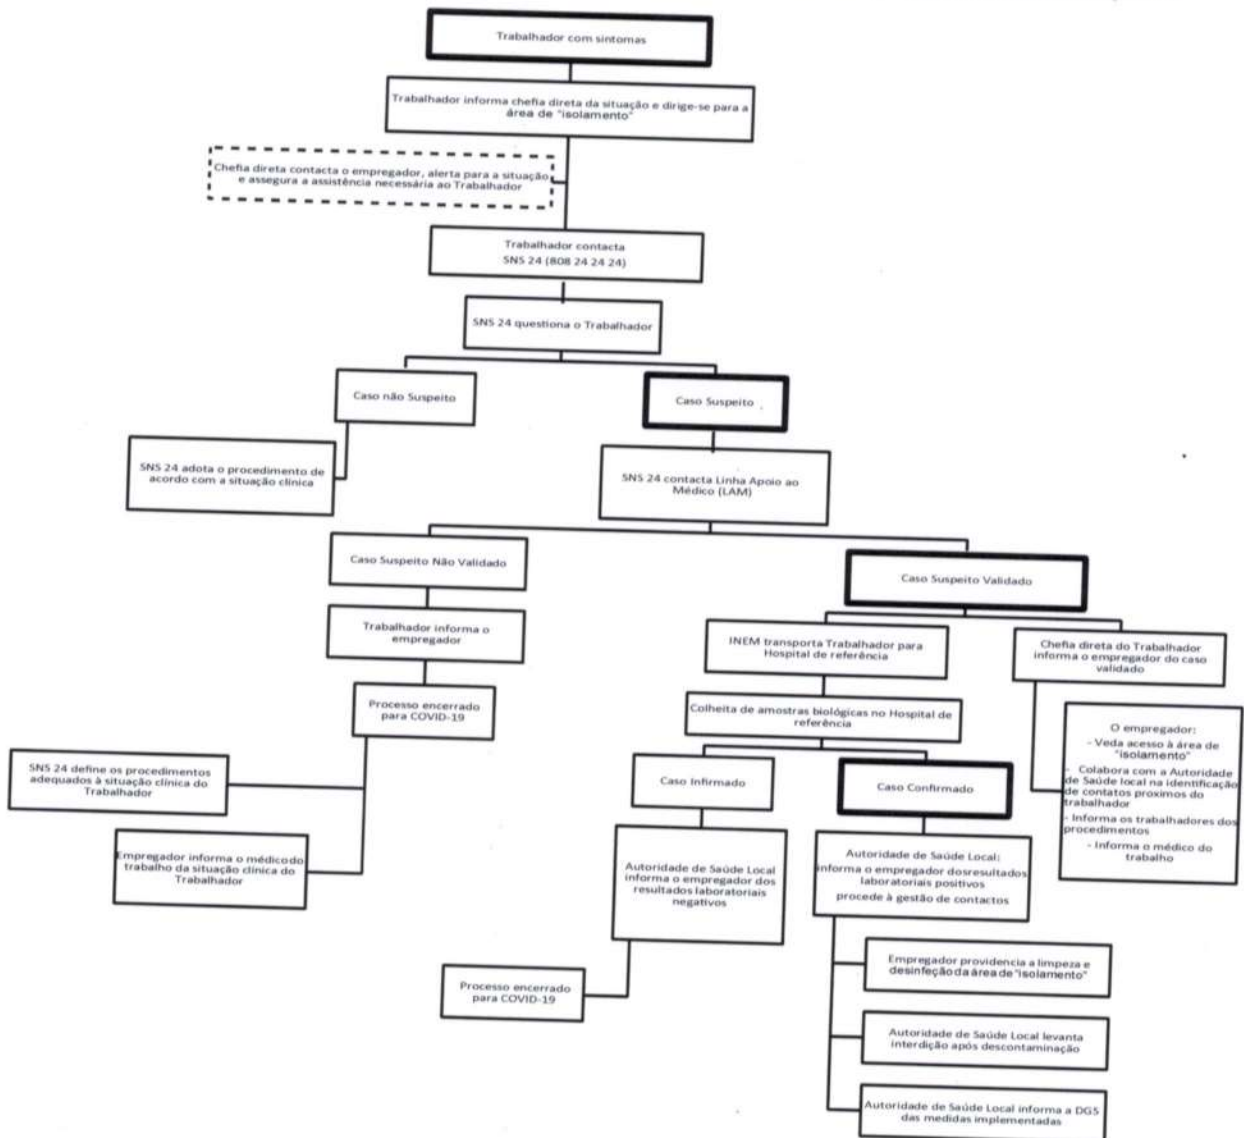 Trabalhador com sintomas
Trabalhador informa chefia direta da situação e dirige-se para a
área de "isolamento"
Chefia direta contacta o empregador, alerta para a situação
e assegura a assistência necessária ao Trabalhador
Trabalhador contacta
SNS 24 (808 24 24 24)
SNS 24 questiona o Trabalhador
Caso não Suspeito
Caso Suspeito
SNS 24 adota o procedimento de
acordo com a situação clínica
SNS 24 contacta Linha Apoio ao
Médico (LAM)
Caso Suspeito Não Validado
Caso Suspeito Validado
Trabalhador informa o
empregador
INEM transporta Trabalhador para
Hospital de referência
Chefia direta do Trabalhador
informa o empregador do caso
validado
Processo encerrado
para COVID-19
Colheita de amostras biológicas no Hospital de
referência
O empregador:
- Veda acesso à área de
"isolamento"
- Colabora com a Autoridade
de Saúde local na identificação
de contatos proximos do
trabalhador
- Informa os trabalhadores dos
procedimentos
- Informa o médico do
trabalho
SNS 24 define os procedimentos
adequados à situação clínica do
Trabalhador
Caso Infirmado
Caso Confirmado
Empregador informa o médicodo
trabalho da situação clínica do
Trabalhador
Autoridade de Saúde Local
informa o empregador dos
resultados laboratoriais
negativos
Autoridade de Saúde Local:
informa o empregador dosresultados
laboratoriais positivos
procede à gestão de contactos
Processo encerrado
para COVID-19
Empregador providencia a limpeza e
desinfeção da área de "isolamento"
Autoridade de Saúde Local levanta
interdição após descontaminação
Autoridade de Saúde Local informa a DGS
das medidas implementadas